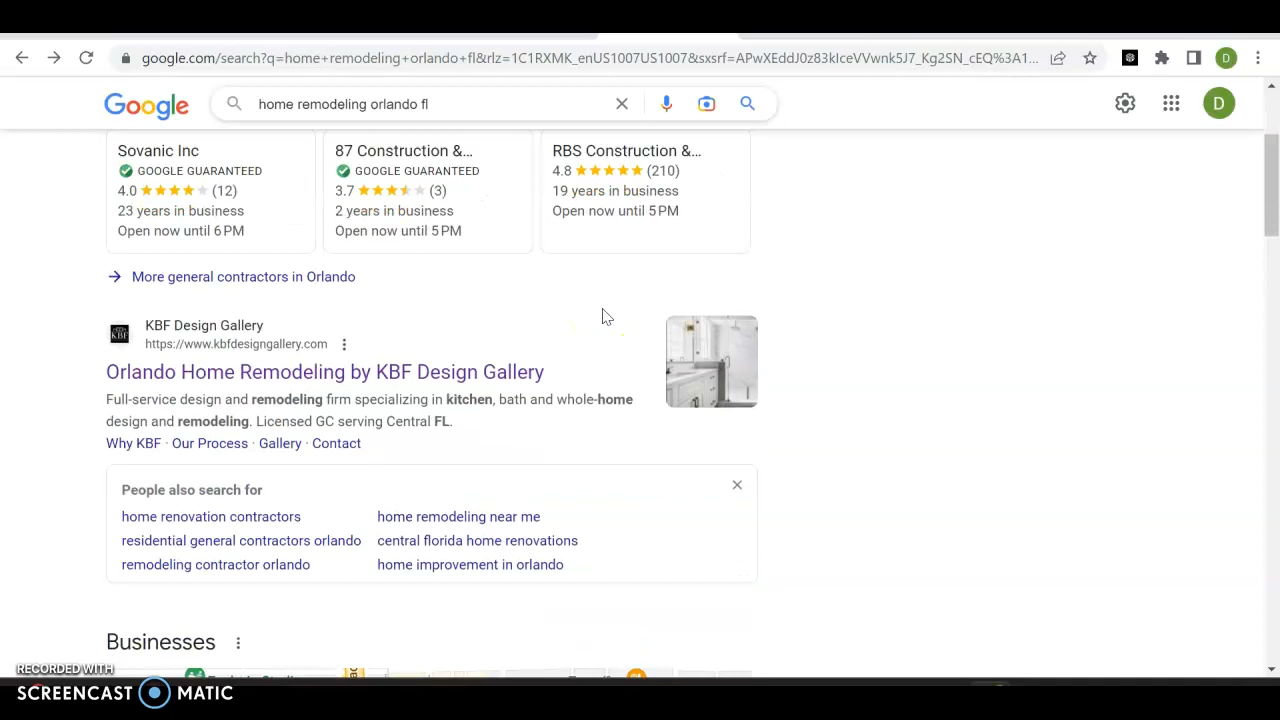 google.com/search?q=home+remodeling+orlando+fl&rlz=1C1RXMK_enUS1007US1007&sxsrf=APwXEddJ0z83kIceVVwnk5J7_Kg2SN_cEQ%3A1...
D
Google
home remodeling orlando fl
D
Sovanic Inc
GOOGLE GUARANTEED
4.0 (12)
23 years in business
Open now until 6 PM
87 Construction &...
GOOGLE GUARANTEED
3.7 (3)
2 years in business
Open now until 5 PM
RBS Construction &...
4.8 (210)
19 years in business
Open now until 5 PM
More general contractors in Orlando
KBF
KBF Design Gallery
https://www.kbfdesigngallery.com
Orlando Home Remodeling by KBF Design Gallery
Full-service design and remodeling firm specializing in kitchen, bath and whole-home
design and remodeling. Licensed GC serving Central FL.
Why KBF · Our Process · Gallery · Contact
People also search for
home renovation contractors
home remodeling near me
residential general contractors orlando
central florida home renovations
remodeling contractor orlando
home improvement in orlando
Businesses
RECORDED WITH
SCREENCAST MATIC